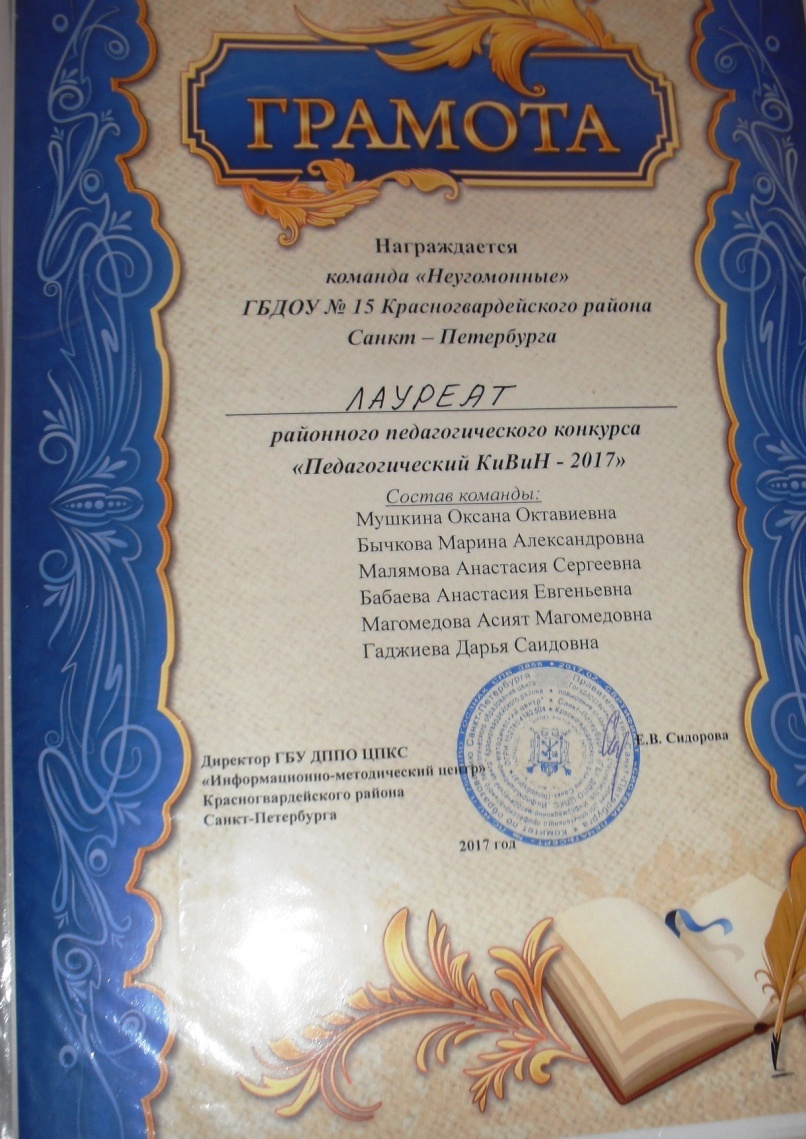 ГРАМОТА
Награждается
команда «Неугомонные»
ГБДОУ № 15 Красногвардейского района
Санкт – Петербурга
ЛАУРЕАТ
районного педагогического конкурса
«Педагогический КиВиН - 2017»
Состав команды:
Мушкина Оксана Октавиевна
Бычкова Марина Александровна
Малямова Анастасия Сергеевна
Бабаева Анастасия Евгеньевна
Магомедова Асият Магомедовна
Гаджиева Дарья Саидовна
Директор ГБУ ДППО ЦПКС
«Информационно-методический центр»
Красногвардейского района
Санкт-Петербурга
Е.В. Сидорова
2017 год